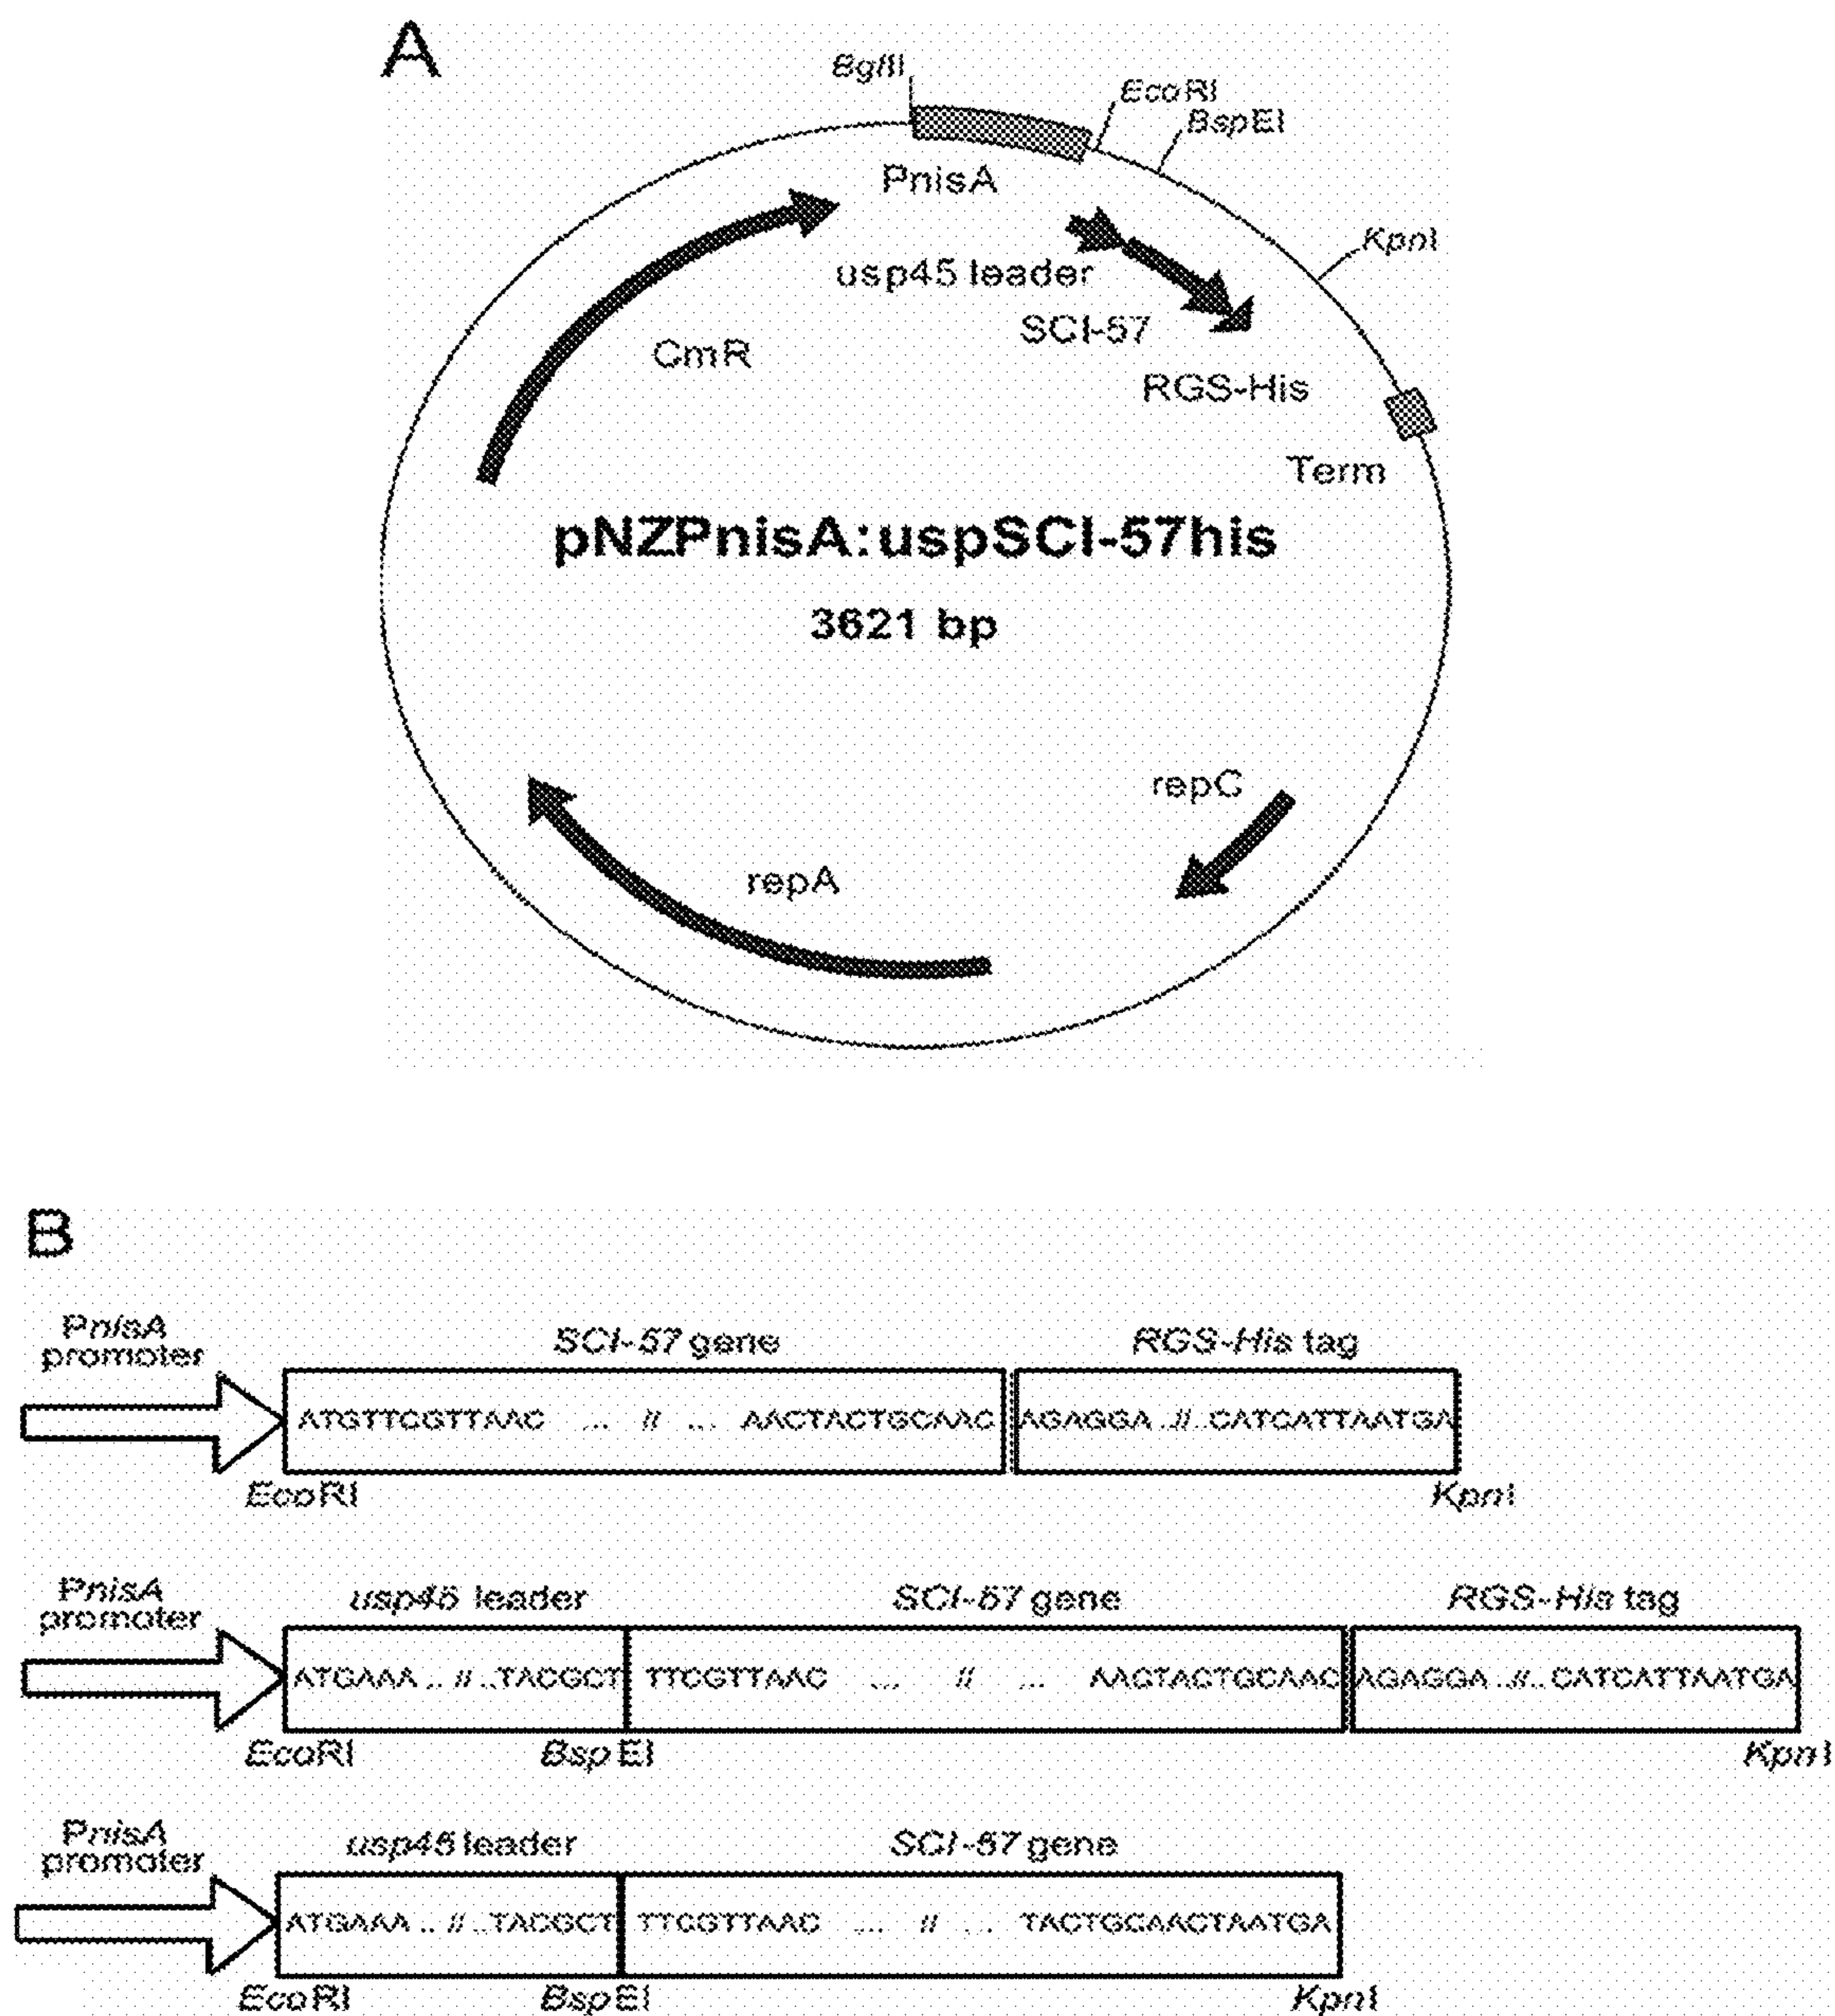 A
BglII
EcoRI
BspEI
PnisA
KpnI
usp45 leader
SCI-57
CmR
RGS-His
Term
pNZPnisA:uspSCI-57his
3621 bp
repC
repA
B
PnisA
promoter
SCI-57 gene
RGS-His tag
ATGTTCGTTAAC ... // ... AACTACTGCAAC AGAGGA ..//.. CATCATTAATGA
EcoRI
KpnI
PnisA
promoter
usp45 leader
SCI-57 gene
RGS-His tag
ATGAAA .. // ..TACGCT TTCGTTAAC ... // ... AACTACTGCAAC AGAGGA ..//.. CATCATTAATGA
EcoRI
BspEI
KpnI
PnisA
promoter
usp45 leader
SCI-57 gene
ATGAAA .. // ..TACGCT TTCGTTAAC ... // .. TACTGCAACTAATGA
EcoRI
BspEI
KpnI